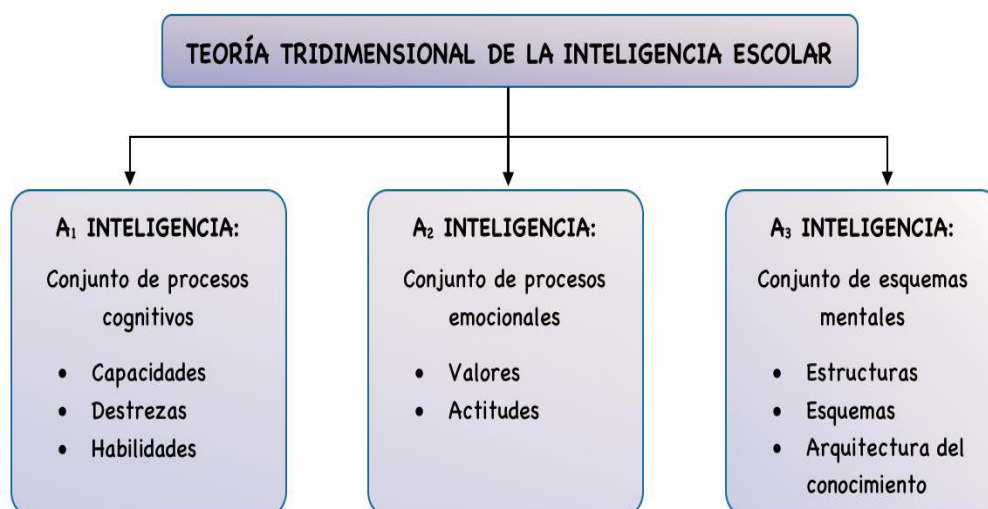 TEORÍA TRIDIMENSIONAL DE LA INTELIGENCIA ESCOLAR
A₁ INTELIGENCIA:
Conjunto de procesos
cognitivos
• Capacidades
• Destrezas
• Habilidades
A₂ INTELIGENCIA:
Conjunto de procesos
emocionales
• Valores
• Actitudes
A₃ INTELIGENCIA:
Conjunto de esquemas
mentales
• Estructuras
• Esquemas
• Arquitectura del
conocimiento